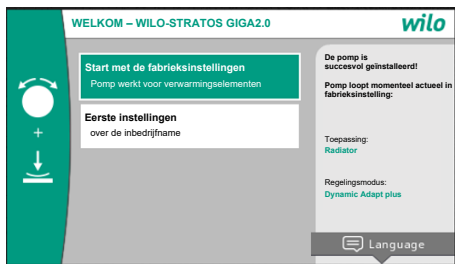 WELKOM – WILO-STRATOS GIGA2.0
wilo
Start met de fabrieksinstellingen
Pomp werkt voor verwarmingselementen
Eerste instellingen
over de inbedrijfname
De pomp is
succesvol geïnstalleerd!
Pomp loopt momenteel actueel in
fabrieksinstelling:
Toepassing:
Radiator
Regelingsmodus:
Dynamic Adapt plus
+
Language